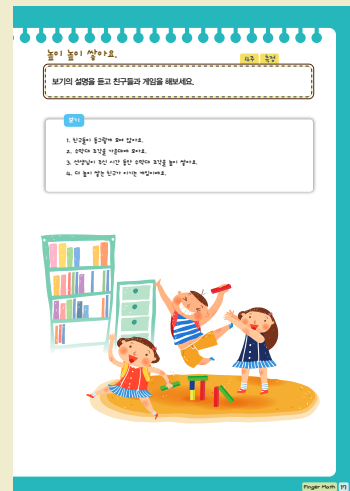 높이 높이 쌓아요.
4주 측정
보기의 설명을 듣고 친구들과 게임을 해보세요.
보기
1. 친구들이 동그랗게 모여 앉아요.
2. 수막대 조각을 가운데에 모아요.
3. 선생님이 주신 시간 동안 수막대 조각을 높이 쌓아요.
4. 더 높이 쌓는 친구가 이기는 게임이에요.
Finger Math